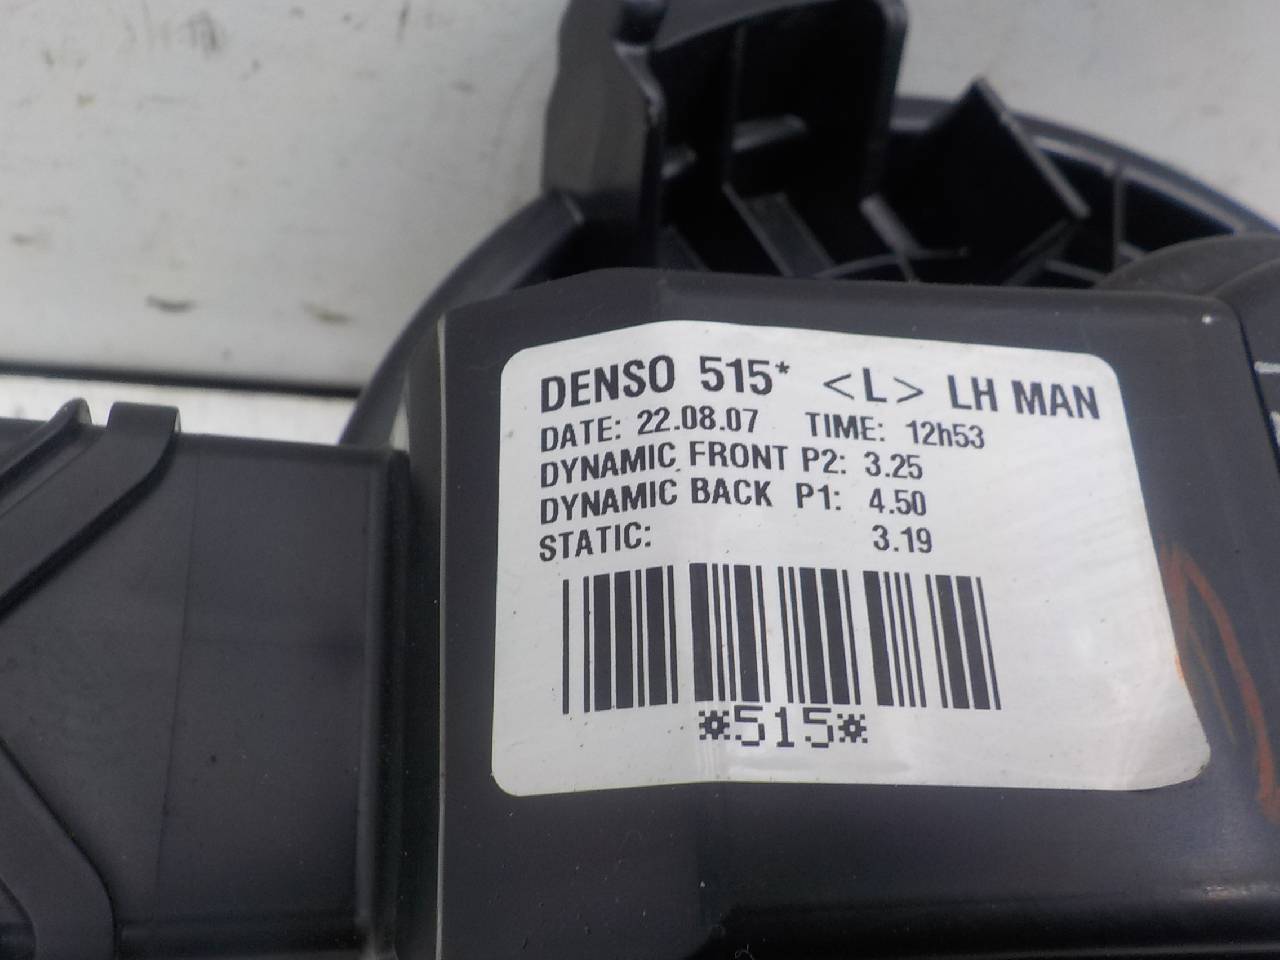 DENSO 515* <L> LH MAN
DATE: 22.08.07 TIME: 12h53
DYNAMIC FRONT P2: 3.25
DYNAMIC BACK P1: 4.50
STATIC: 3.19
*515*